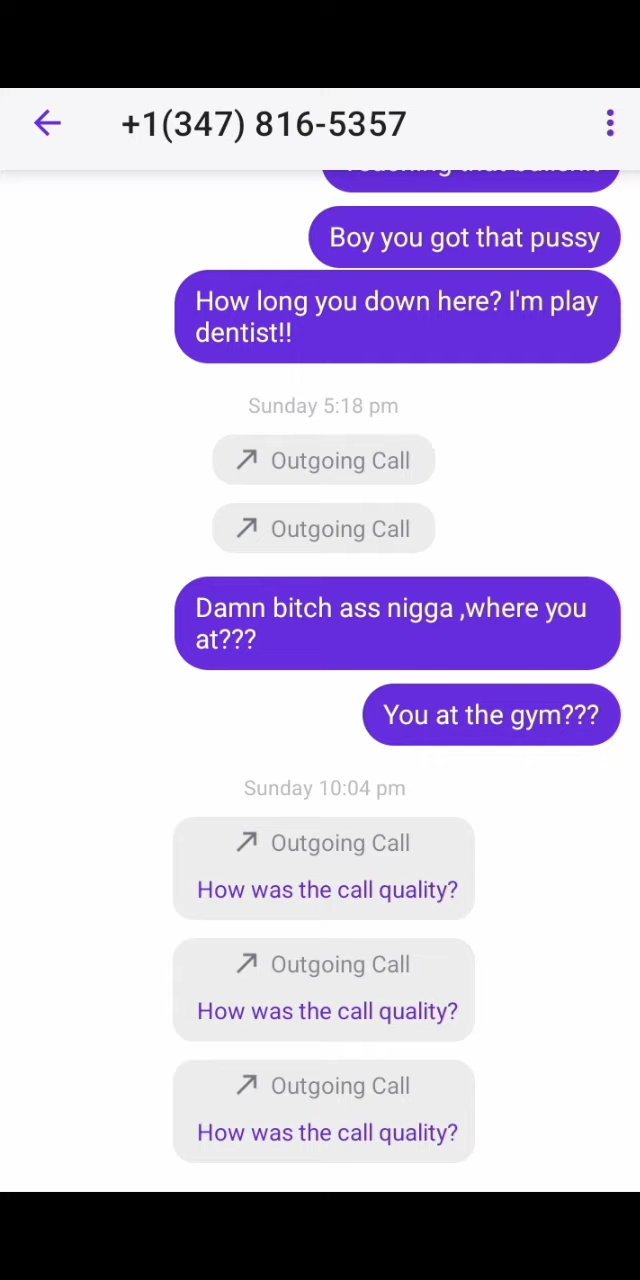 +1(347) 816-5357
Boy you got that pussy
How long you down here? I'm play
dentist!!
Sunday 5:18 pm
Outgoing Call
Outgoing Call
Damn bitch ass nigga ,where you
at???
You at the gym???
Sunday 10:04 pm
Outgoing Call
How was the call quality?
Outgoing Call
How was the call quality?
Outgoing Call
How was the call quality?